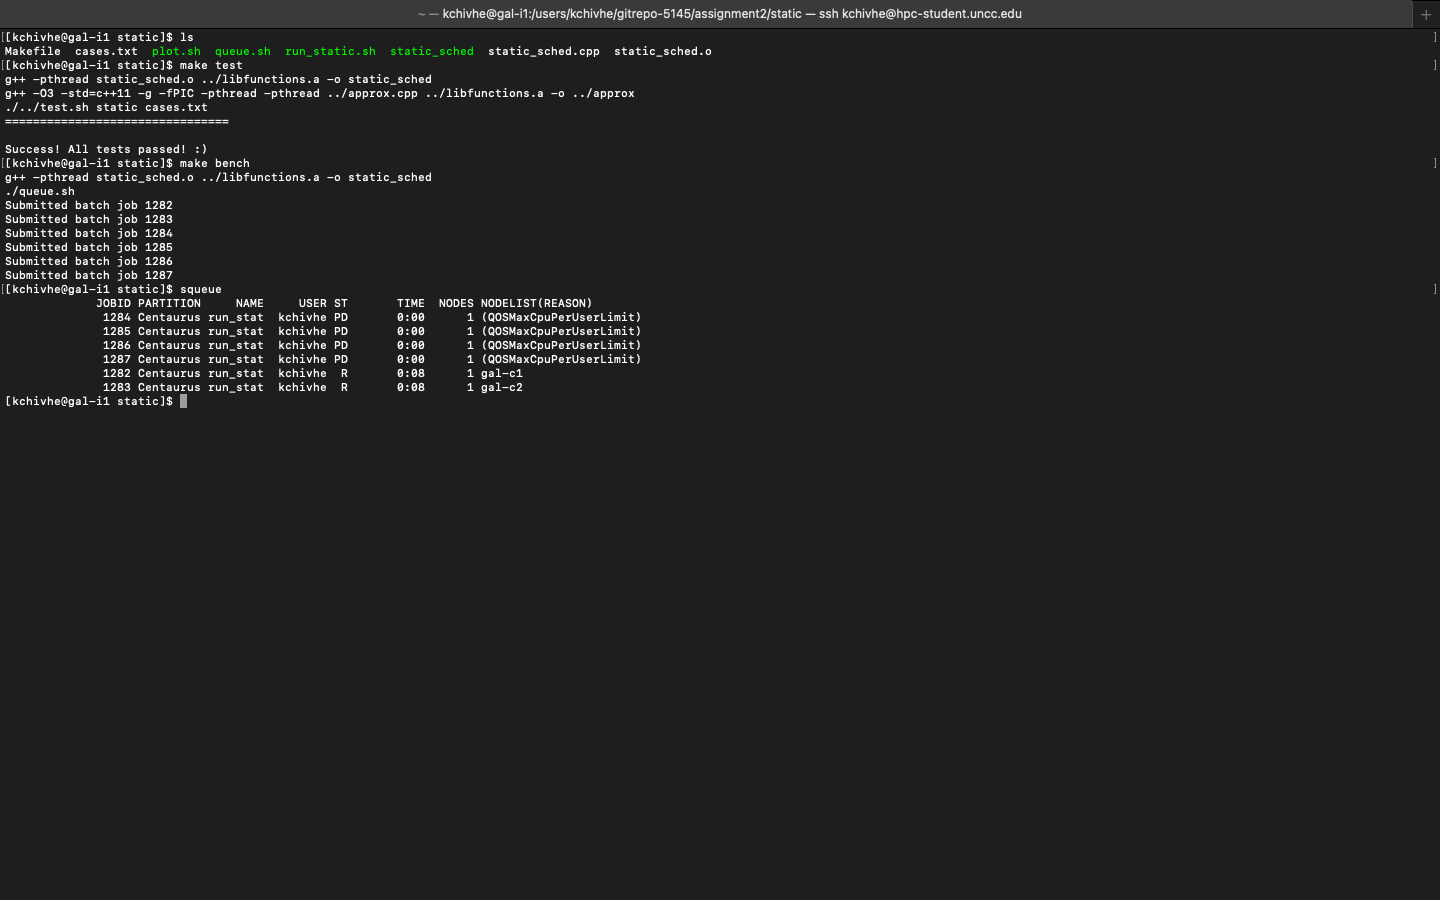 ~ — kchivhe@gal-i1:/users/kchivhe/gitrepo-5145/assignment2/static — ssh kchivhe@hpc-student.uncc.edu +
[[kchivhe@gal-i1 static]$ ls ]
Makefile cases.txt plot.sh queue.sh run_static.sh static_sched static_sched.cpp static_sched.o
[[kchivhe@gal-i1 static]$ make test ]
g++ -pthread static_sched.o ../libfunctions.a -o static_sched
g++ -O3 -std=c++11 -g -fPIC -pthread -pthread ../approx.cpp ../libfunctions.a -o ../approx
./../test.sh static cases.txt
================================
Success! All tests passed! :)
[[kchivhe@gal-i1 static]$ make bench ]
g++ -pthread static_sched.o ../libfunctions.a -o static_sched
./queue.sh
Submitted batch job 1282
Submitted batch job 1283
Submitted batch job 1284
Submitted batch job 1285
Submitted batch job 1286
Submitted batch job 1287
[[kchivhe@gal-i1 static]$ squeue ]
JOBID PARTITION NAME USER ST TIME NODES NODELIST(REASON)
1284 Centaurus run_stat kchivhe PD 0:00 1 (QOSMaxCpuPerUserLimit)
1285 Centaurus run_stat kchivhe PD 0:00 1 (QOSMaxCpuPerUserLimit)
1286 Centaurus run_stat kchivhe PD 0:00 1 (QOSMaxCpuPerUserLimit)
1287 Centaurus run_stat kchivhe PD 0:00 1 (QOSMaxCpuPerUserLimit)
1282 Centaurus run_stat kchivhe R 0:08 1 gal-c1
1283 Centaurus run_stat kchivhe R 0:08 1 gal-c2
[kchivhe@gal-i1 static]$